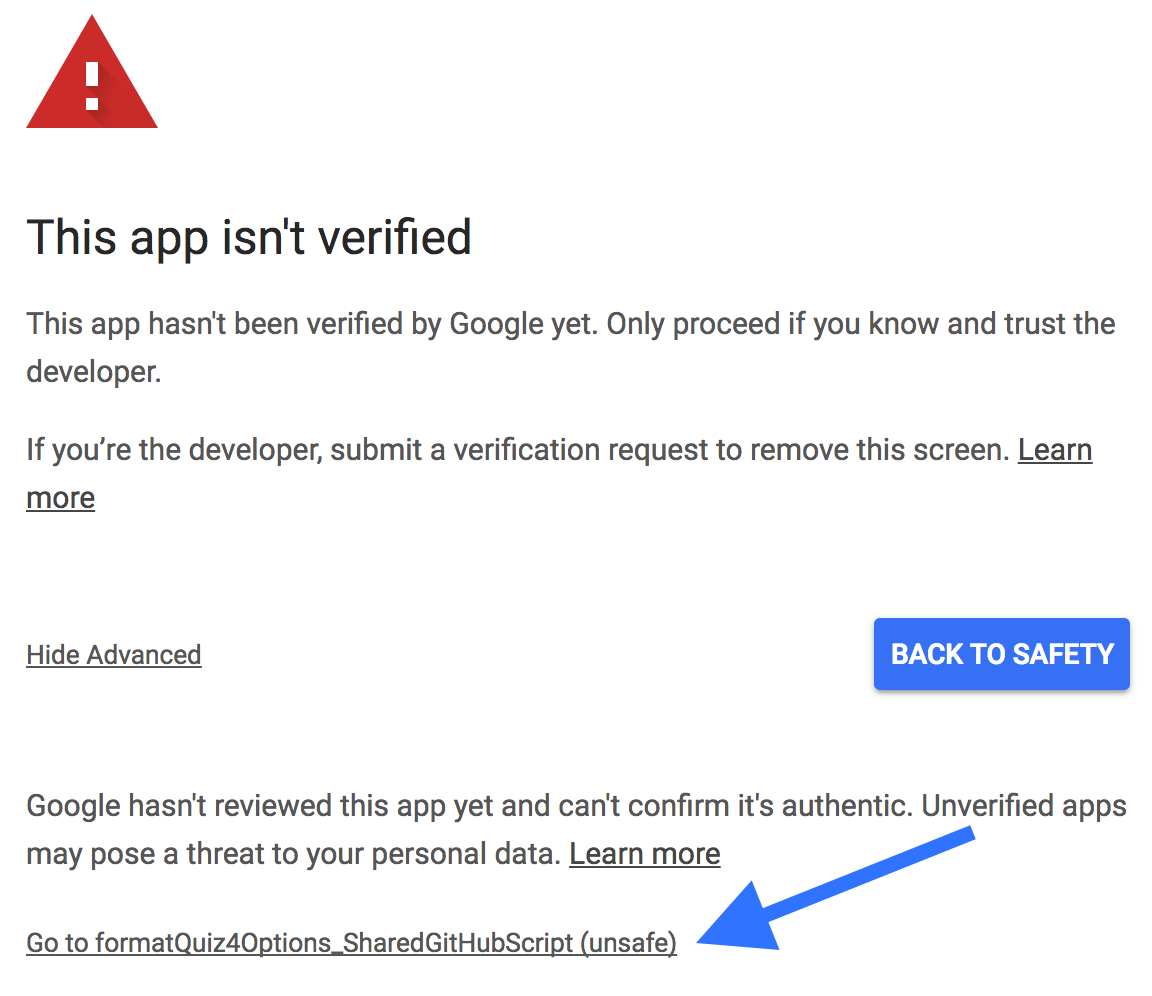 This app isn't verified
This app hasn't been verified by Google yet. Only proceed if you know and trust the
developer.
If you’re the developer, submit a verification request to remove this screen. Learn
more
Hide Advanced
BACK TO SAFETY
Google hasn't reviewed this app yet and can't confirm it's authentic. Unverified apps
may pose a threat to your personal data. Learn more
Go to formatQuiz4Options_SharedGitHubScript (unsafe)